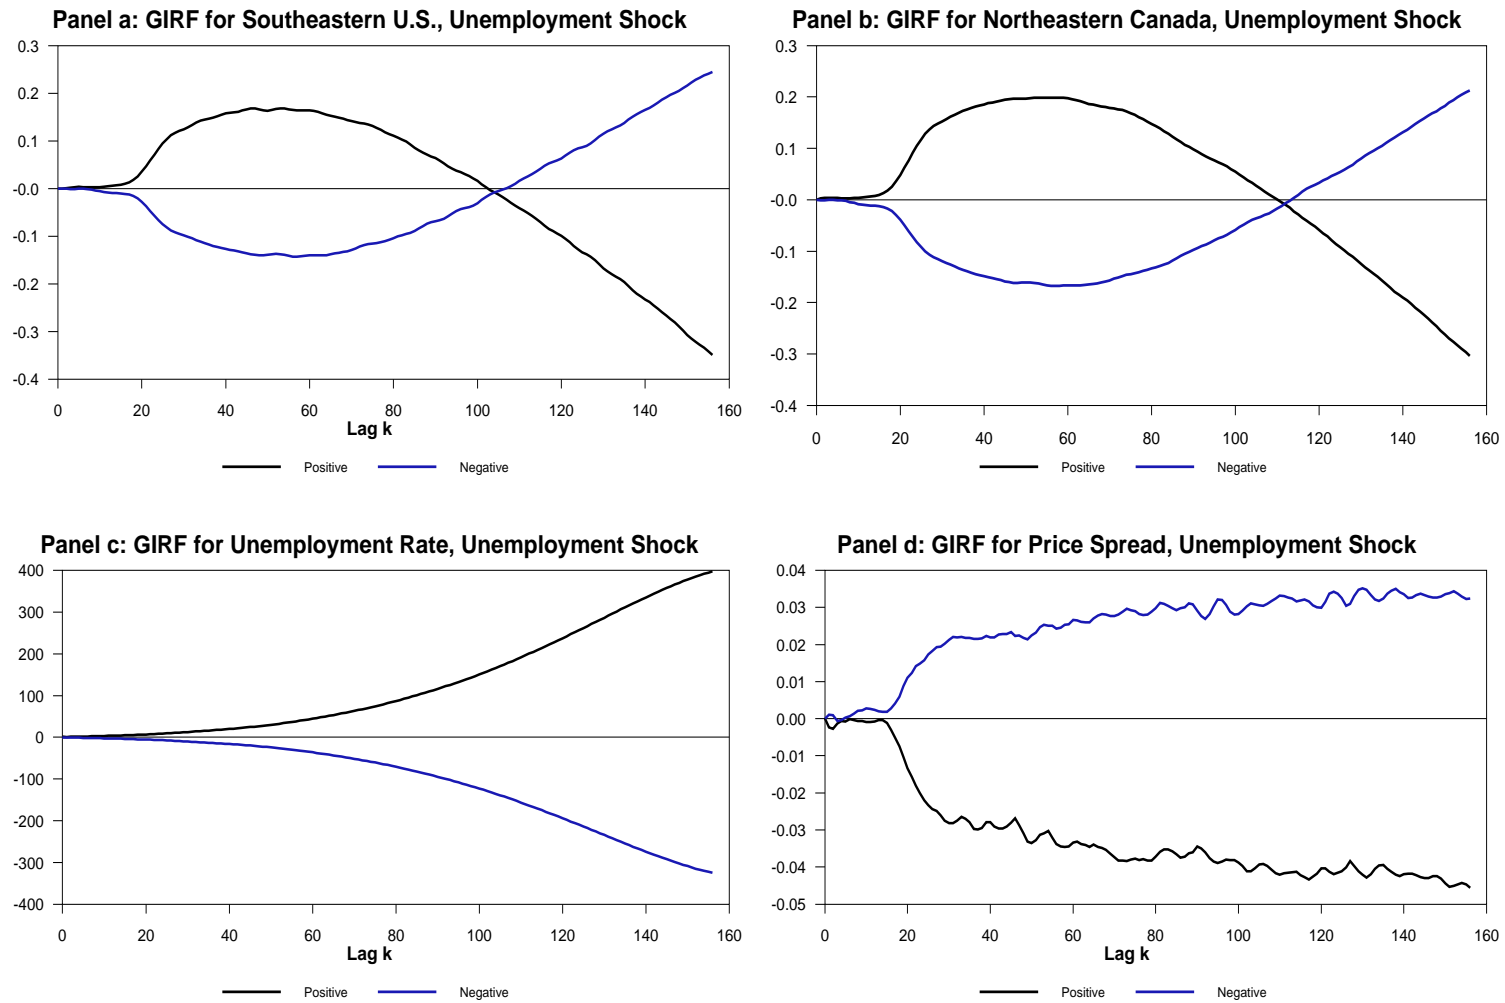 Panel a: GIRF for Southeastern U.S., Unemployment Shock
0.3
0.2
0.1
-0.0
-0.1
-0.2
-0.3
-0.4
0 20 40 60 80 100 120 140 160
Lag k
Positive Negative
Panel b: GIRF for Northeastern Canada, Unemployment Shock
0.3
0.2
0.1
-0.0
-0.1
-0.2
-0.3
-0.4
0 20 40 60 80 100 120 140 160
Positive Negative
Panel c: GIRF for Unemployment Rate, Unemployment Shock
400
300
200
100
0
-100
-200
-300
-400
0 20 40 60 80 100 120 140 160
Lag k
Positive Negative
Panel d: GIRF for Price Spread, Unemployment Shock
0.04
0.03
0.02
0.01
0.00
-0.01
-0.02
-0.03
-0.04
-0.05
0 20 40 60 80 100 120 140 160
Lag k
Positive Negative